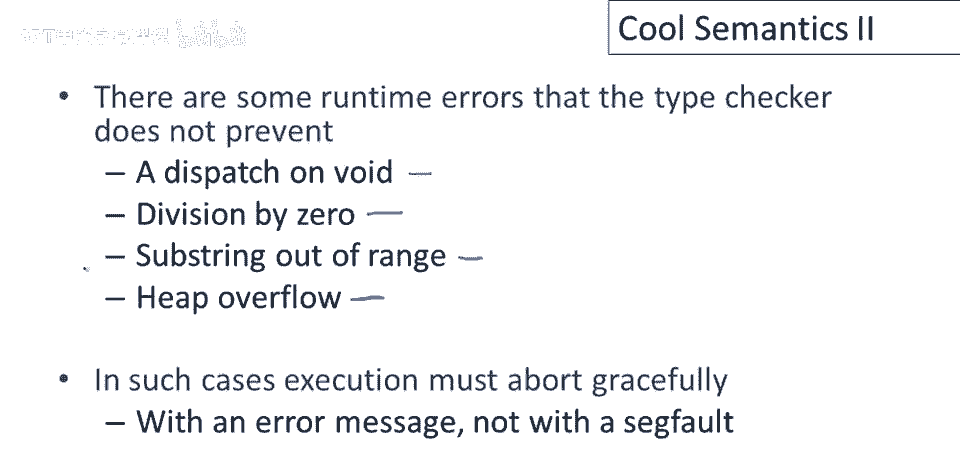 Cool Semantics II
• There are some runtime errors that the type checker
does not prevent
– A dispatch on void
– Division by zero
– Substring out of range
– Heap overflow
• In such cases execution must abort gracefully
– With an error message, not with a segfault